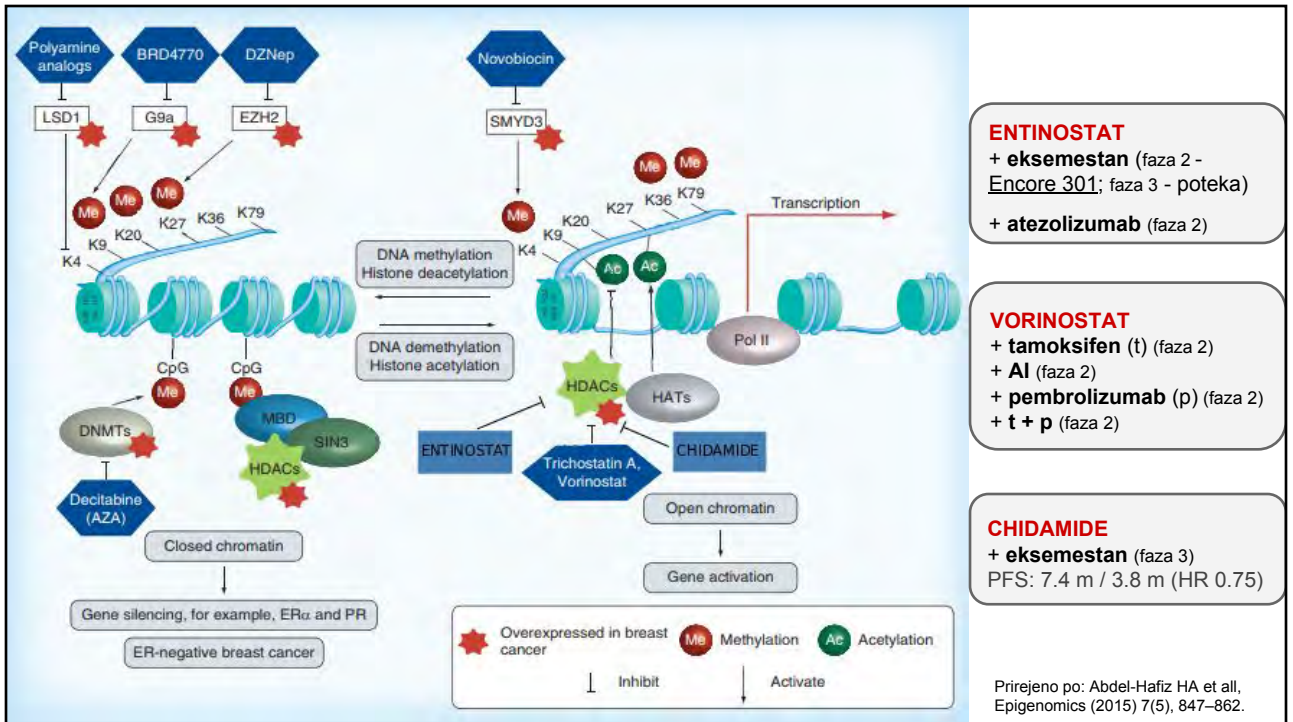 Polyamine
analogs
BRD4770
DZNep
LSD1
G9a
EZH2
Me
Me
Me
K4
K9
K20
K27
K36
K79
CpG
CpG
Me
Me
DNMTs
MBD
SIN3
HDACs
Decitabine
(AZA)
Closed chromatin
Gene silencing, for example, ERα and PR
ER-negative breast cancer
DNA methylation
Histone deacetylation
DNA demethylation
Histone acetylation
Novobiocin
SMYD3
Me
Me
Me
K4
K9
K20
K27
K36
K79
Ac
Ac
Transcription
Pol II
HDACs
HATs
ENTINOSTAT
Trichostatin A,
Vorinostat
CHIDAMIDE
Open chromatin
Gene activation
Overexpressed in breast
cancer
Me
Methylation
Ac
Acetylation
Inhibit
Activate
ENTINOSTAT
+ eksemestan (faza 2 -
Encore 301; faza 3 - poteka)
+ atezolizumab (faza 2)
VORINOSTAT
+ tamoksifen (t) (faza 2)
+ AI (faza 2)
+ pembrolizumab (p) (faza 2)
+ t + p (faza 2)
CHIDAMIDE
+ eksemestan (faza 3)
PFS: 7.4 m / 3.8 m (HR 0.75)
Prirejeno po: Abdel-Hafiz HA et all,
Epigenomics (2015) 7(5), 847–862.